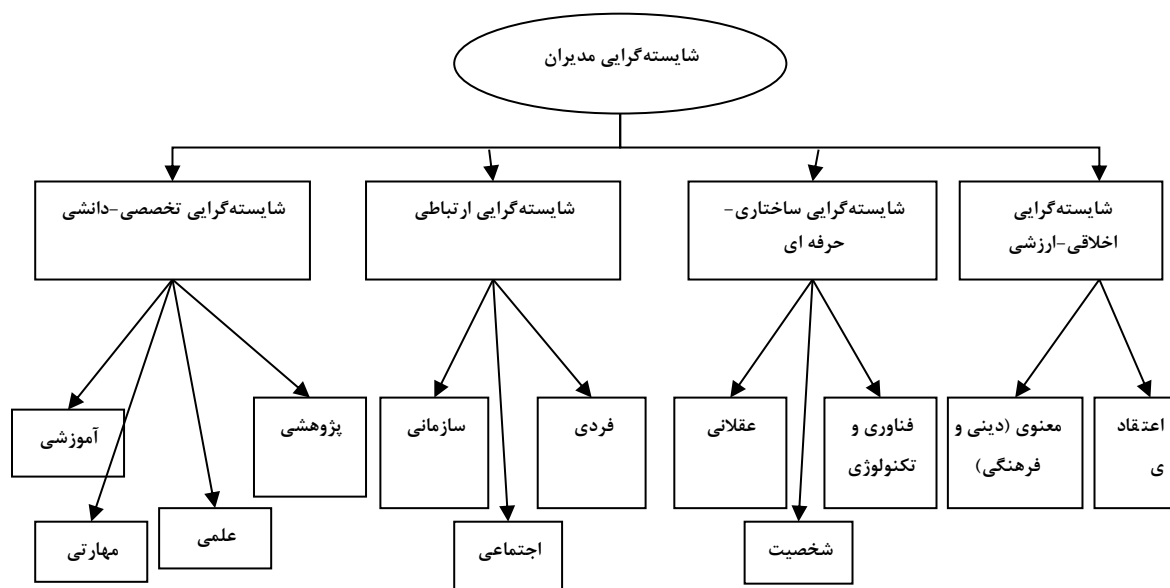 شایسته‌گرایی مدیران
شایسته‌گرایی
اخلاقی-ارزشی
شایسته‌گرایی ساختاری-
حرفه ای
شایسته‌گرایی ارتباطی
شایسته‌گرایی تخصصی-دانشی
اعتقاد
ی
معنوی (دینی و
فرهنگی)
فناوری و
تکنولوژی
عقلانی
فردی
سازمانی
پژوهشی
آموزشی
شخصیت
اجتماعی
علمی
مهارتی